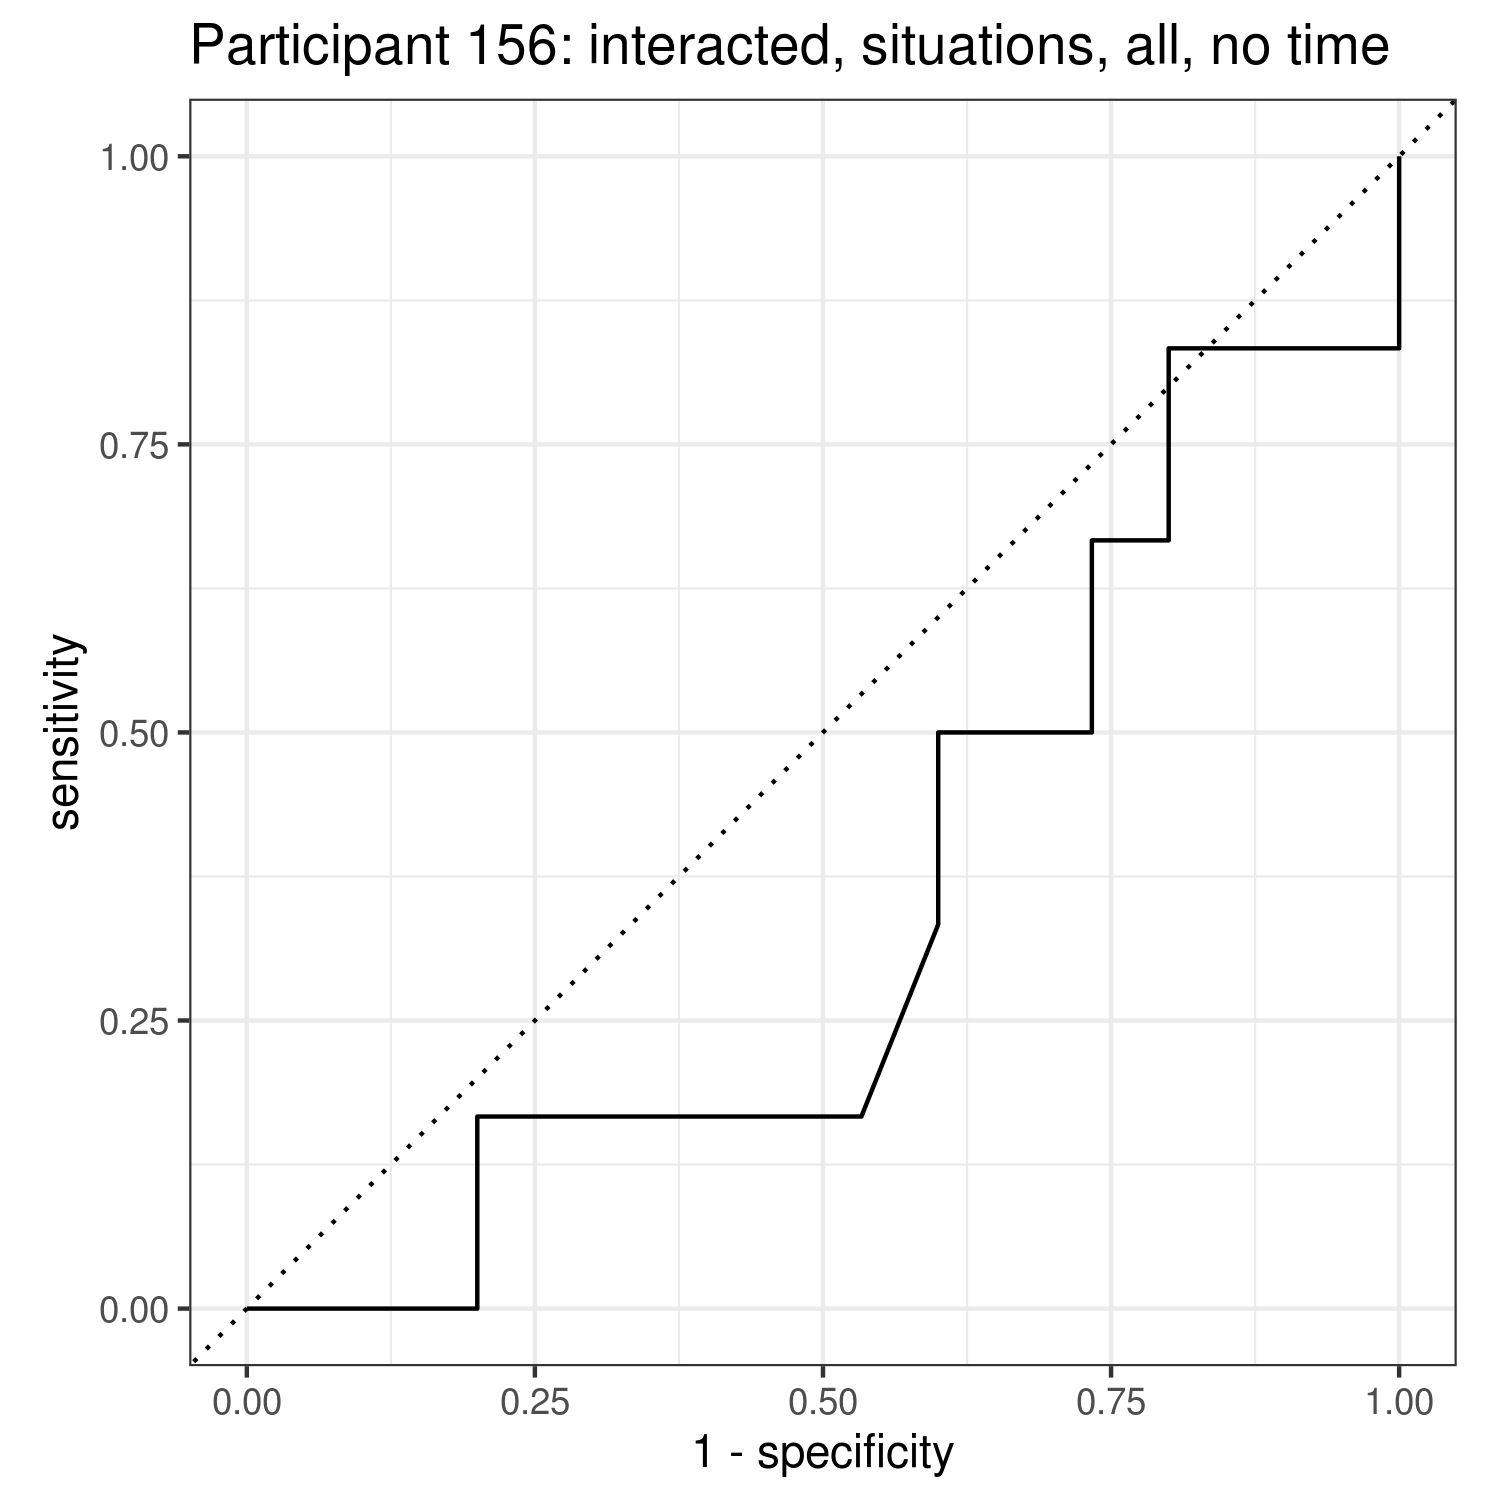 Participant 156: interacted, situations, all, no time
1.00
0.75
0.50
0.25
0.00
sensitivity
0.00 0.25 0.50 0.75 1.00
1 - specificity